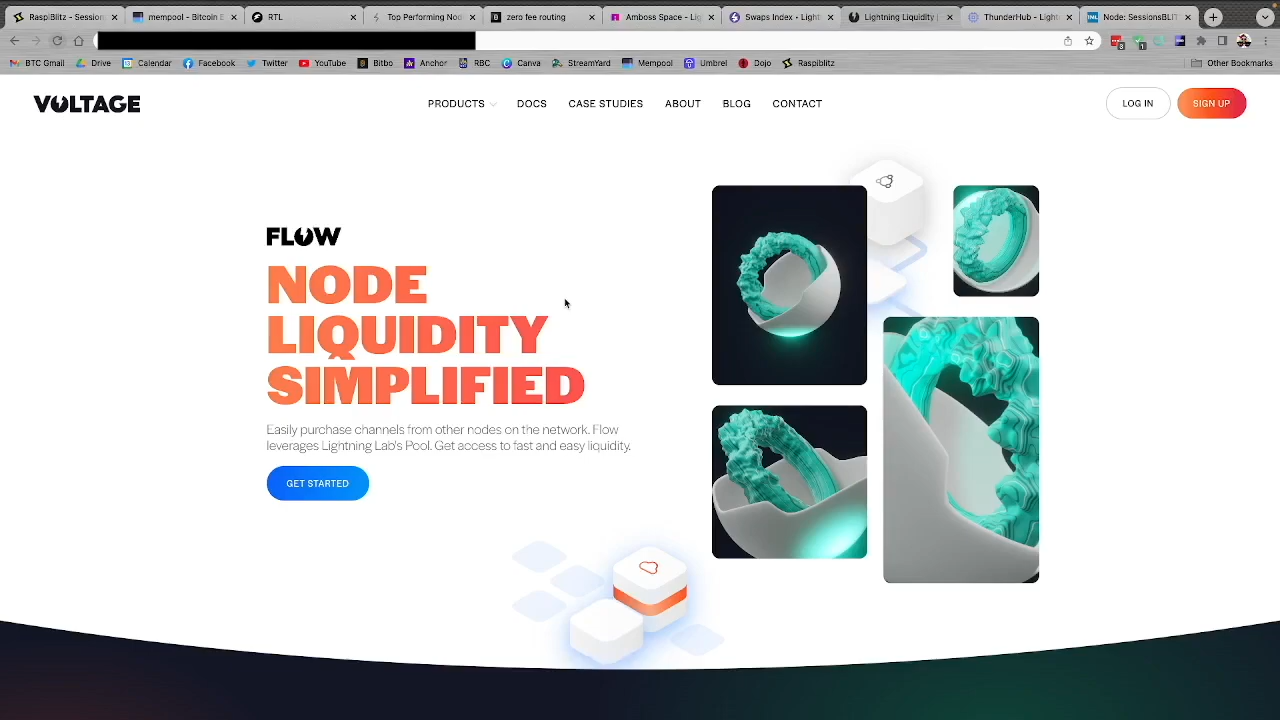 RaspiBlitz - Session
mempool - Bitcoin E
RTL
Top Performing Nod
zero fee routing
Amboss Space - Lig
Swaps Index - Light
Lightning Liquidity |
ThunderHub - Light
Node: SessionsBLIT
BTC Gmail
Drive
Calendar
Facebook
Twitter
YouTube
Bitbo
Anchor
RBC
Canva
StreamYard
Mempool
Umbrel
Dojo
Raspiblitz
Other Bookmarks
VOLTAGE
PRODUCTS
DOCS
CASE STUDIES
ABOUT
BLOG
CONTACT
LOG IN
SIGN UP
FLOW
NODE
LIQUIDITY
SIMPLIFIED
Easily purchase channels from other nodes on the network. Flow
leverages Lightning Lab's Pool. Get access to fast and easy liquidity.
GET STARTED